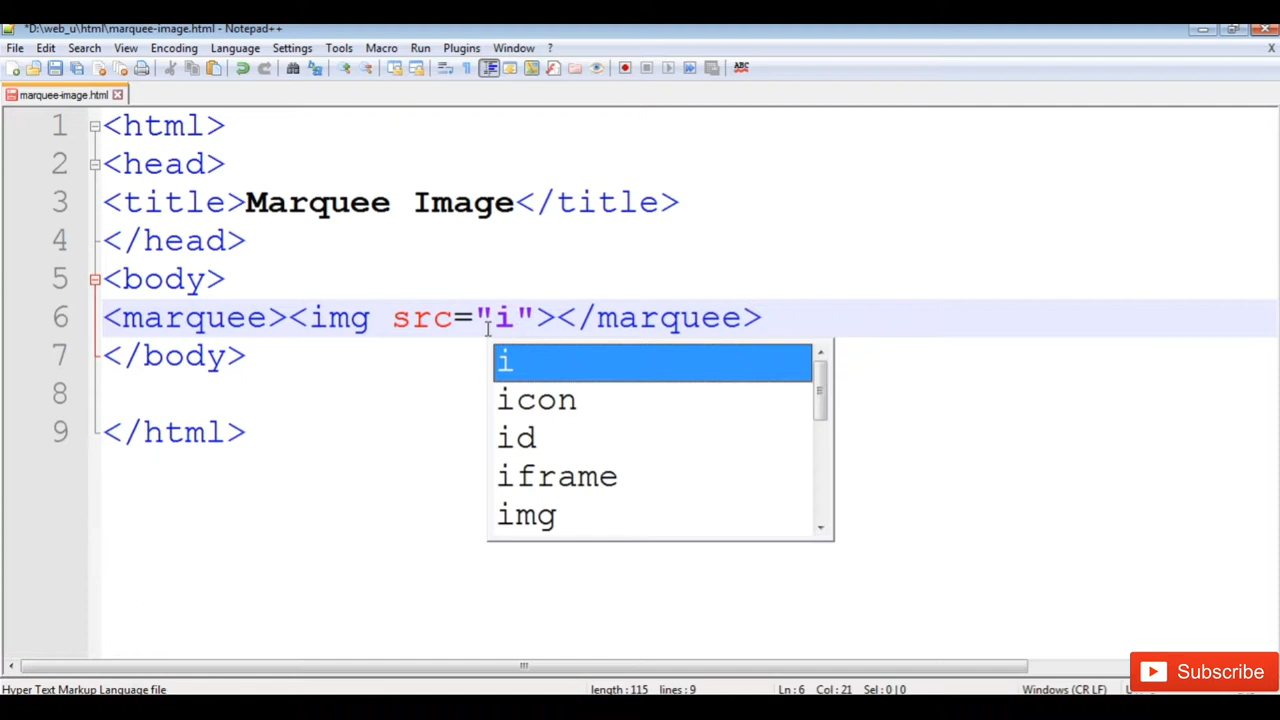 *D:\web_u\html\marquee-image.html - Notepad++
File Edit Search View Encoding Language Settings Tools Macro Run Plugins Window ? X
ABC
marquee-image.html
1 <html>
2 <head>
3 <title>Marquee Image</title>
4 </head>
5 <body>
6 <marquee><img src="i"></marquee>
7 </body>
8
9 </html>
i
icon
id
iframe
img
Subscribe
Hyper Text Markup Language file length : 115 lines : 9 Ln : 6 Col : 21 Sel : 0 | 0 Windows (CR LF)